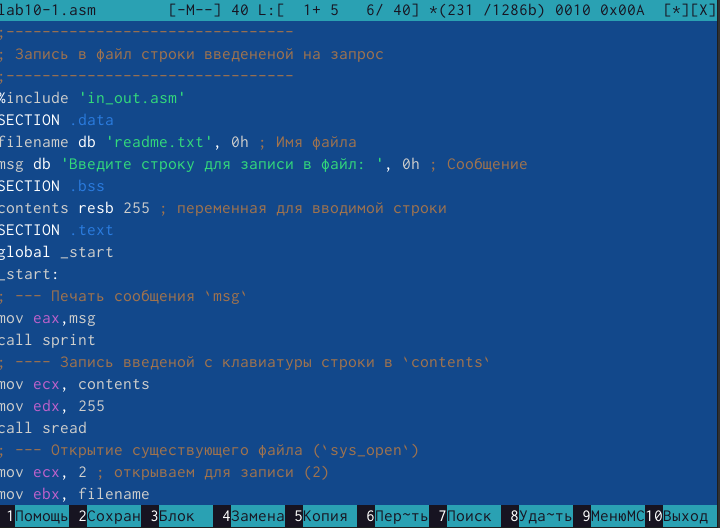 lab10-1.asm [-M--] 40 L:[ 1+ 5 6/ 40] *(231 /1286b) 0010 0x00A [*][X]
;--------------------------------
; Запись в файл строки введененой на запрос
;--------------------------------
%include 'in_out.asm'
SECTION .data
filename db 'readme.txt', 0h ; Имя файла
msg db 'Введите строку для записи в файл: ', 0h ; Сообщение
SECTION .bss
contents resb 255 ; переменная для вводимой строки
SECTION .text
global _start
_start:
; --- Печать сообщения `msg`
mov eax,msg
call sprint
; ---- Запись введеной с клавиатуры строки в `contents`
mov ecx, contents
mov edx, 255
call sread
; --- Открытие существующего файла (`sys_open`)
mov ecx, 2 ; открываем для записи (2)
mov ebx, filename
1Помощь 2Сохран 3Блок 4Замена 5Копия 6Пер~ть 7Поиск 8Уда~ть 9МенюМС 10Выход